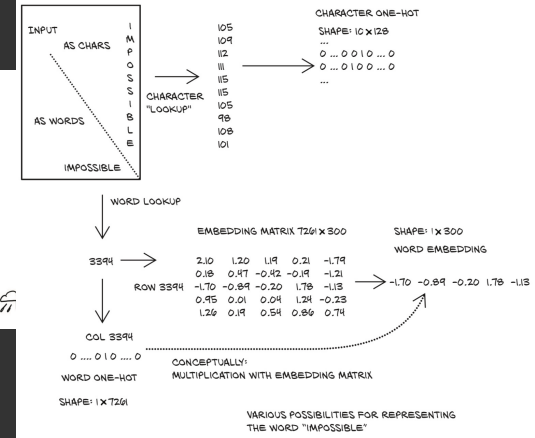 CHARACTER ONE-HOT
SHAPE: 10 x 128
...
0 ... 0 0 1 0 ... 0
0 ... 0 1 0 0 ... 0
...
INPUT
AS CHARS
I
M
P
O
S
S
I
B
L
E
AS WORDS
IMPOSSIBLE
CHARACTER
"LOOKUP"
105
109
112
111
115
115
105
98
108
101
WORD LOOKUP
EMBEDDING MATRIX 7261 x 300
SHAPE: 1 x 300
WORD EMBEDDING
3394
2.10 1.20 1.19 0.21 -1.79
0.18 0.47 -0.42 -0.19 -1.21
ROW 3394 -1.70 -0.89 -0.20 1.78 -1.13
0.95 0.01 0.04 1.24 -0.23
1.26 0.19 0.54 0.86 0.74
-1.70 -0.89 -0.20 1.78 -1.13
COL 3394
0 .... 0 1 0 .... 0
WORD ONE-HOT
SHAPE: 1 x 7261
CONCEPTUALLY:
MULTIPLICATION WITH EMBEDDING MATRIX
VARIOUS POSSIBILITIES FOR REPRESENTING
THE WORD "IMPOSSIBLE"